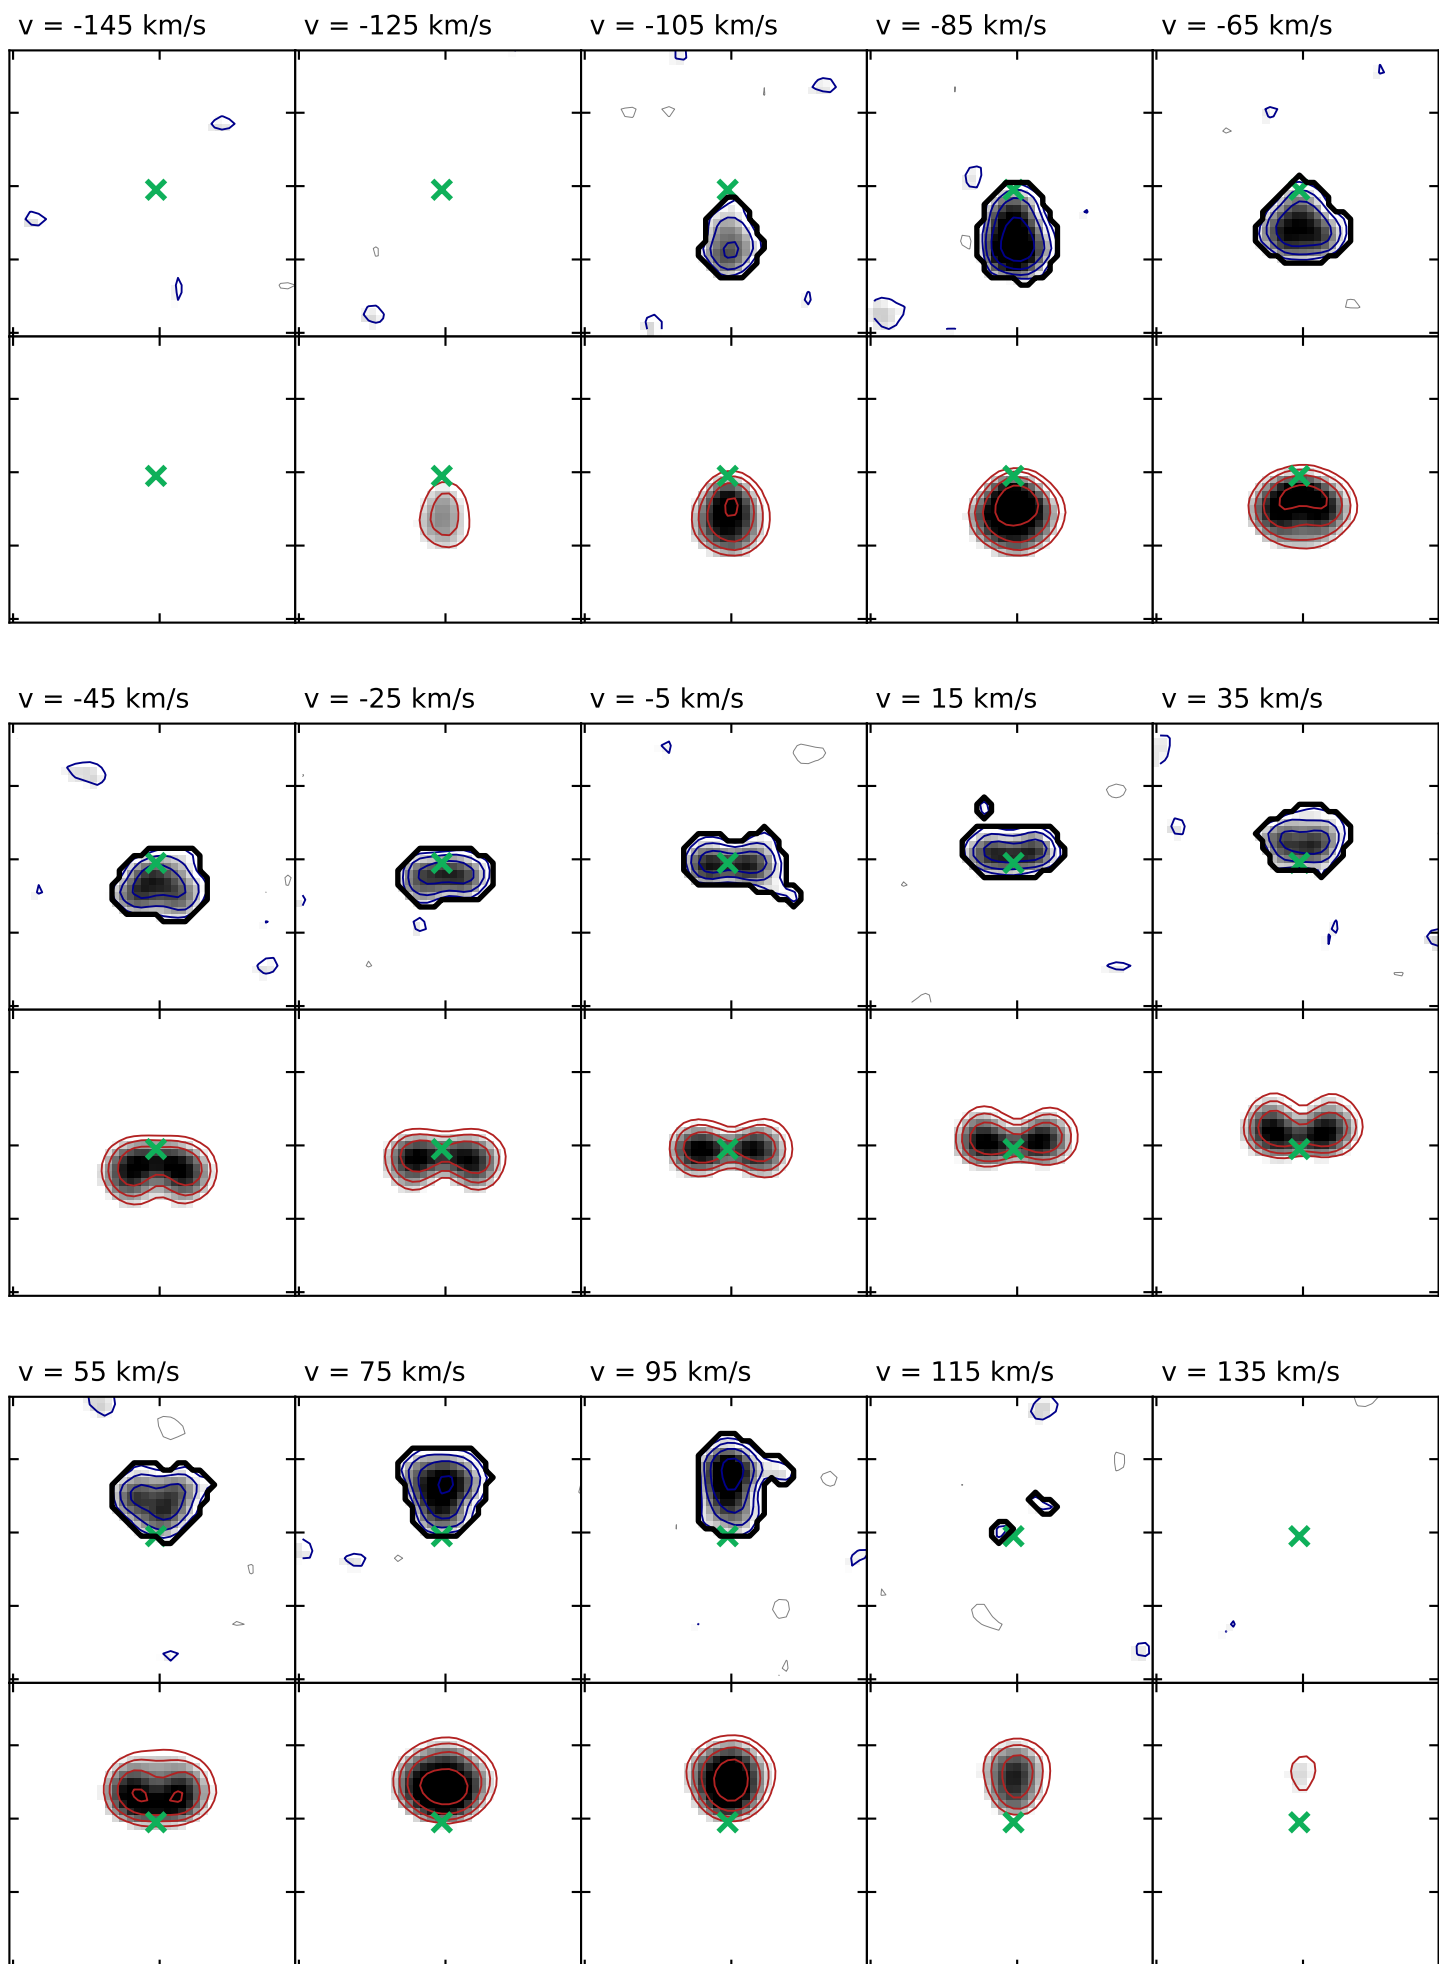 v = -145 km/s
v = -125 km/s
v = -105 km/s
v = -85 km/s
v = -65 km/s
v = -45 km/s
v = -25 km/s
v = -5 km/s
v = 15 km/s
v = 35 km/s
v = 55 km/s
v = 75 km/s
v = 95 km/s
v = 115 km/s
v = 135 km/s